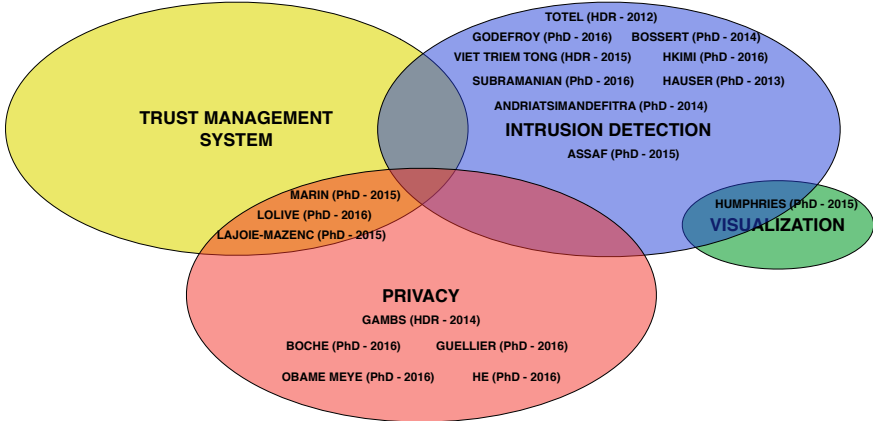 TOTEL (HDR - 2012)
GODEFROY (PhD - 2016) BOSSERT (PhD - 2014)
VIET TRIEM TONG (HDR - 2015) HKIMI (PhD - 2016)
SUBRAMANIAN (PhD - 2016) HAUSER (PhD - 2013)
ANDRIATSIMANDEFITRA (PhD - 2014)
TRUST MANAGEMENT
SYSTEM
INTRUSION DETECTION
ASSAF (PhD - 2015)
MARIN (PhD - 2015)
LOLIVE (PhD - 2016)
LAJOIE-MAZENC (PhD - 2015)
HUMPHRIES (PhD - 2015)
VISUALIZATION
PRIVACY
GAMBS (HDR - 2014)
BOCHE (PhD - 2016) GUELLIER (PhD - 2016)
OBAME MEYE (PhD - 2016) HE (PhD - 2016)